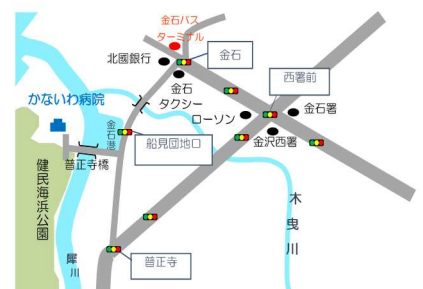 金石バス
ターミナル
北國銀行
金石
西署前
かないわ病院
金石
タクシー
金石港
ローソン
金石署
船見団地口
金沢西署
普正寺橋
健民海浜公園
木曳川
普正寺
犀川